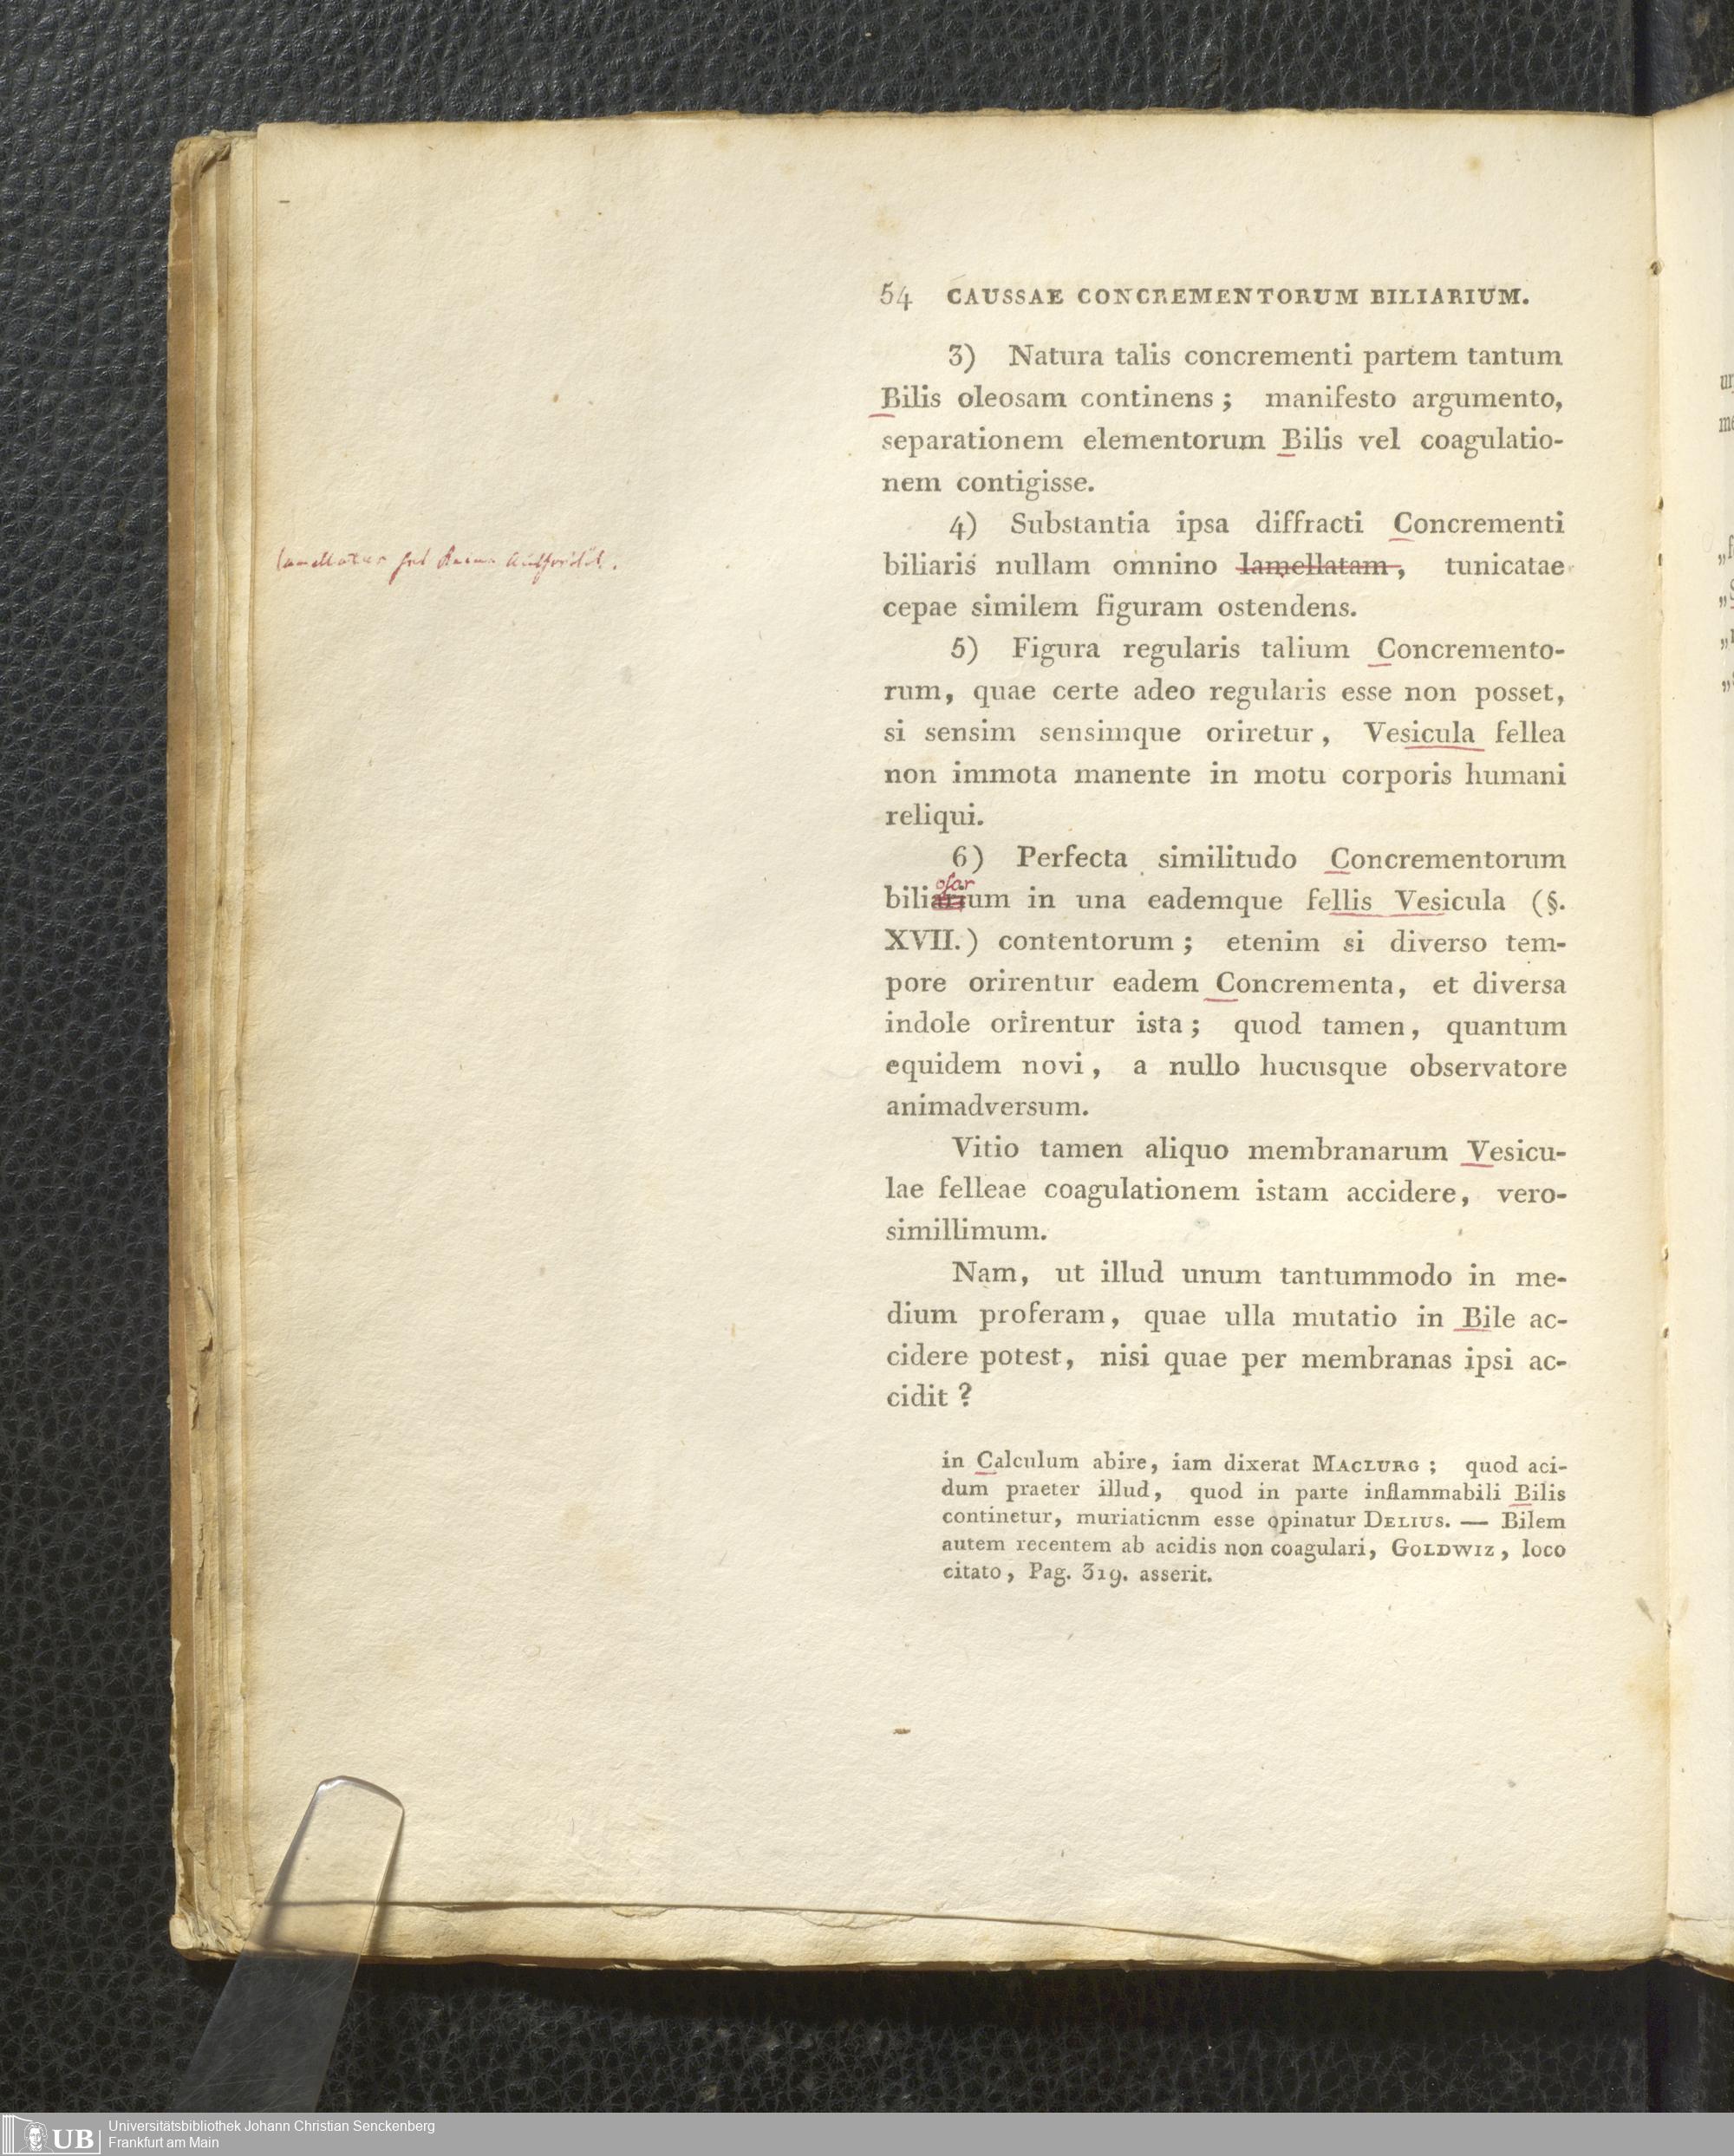 54 CAUSSAE CONCREMENTORUM BILIARIUM.
3) Natura talis concrementi partem tantum
Bilis oleosam continens; manifesto argumento,
separationem elementorum Bilis vel coagulatio-
nem contigisse.
4) Substantia ipsa diffracti Concrementi
lamellatus hat keine
biliaris nullam omnino lamellatam, tunicatae
cepae similem figuram ostendens.
5) Figura regularis talium Concremento-
rum, quae certe adeo regularis esse non posset,
si sensim sensimque oriretur, Vesicula fellea
non immota manente in motu corporis humani
reliqui.
6) Perfecta similitudo Concrementorum
osor
biliarium in una eademque fellis Vesicula (§.
XVII.) contentorum; etenim si diverso tem-
pore orirentur eadem Concrementa, et diversa
indole orirentur ista; quod tamen, quantum
equidem novi, a nullo hucusque observatore
animadversum.
Vitio tamen aliquo membranarum Vesicu-
lae felleae coagulationem istam accidere, vero-
simillimum.
Nam, ut illud unum tantummodo in me-
dium proferam, quae ulla mutatio in Bile ac-
cidere potest, nisi quae per membranas ipsi ac-
cidit?
in Calculum abire, iam dixerat MACLURG; quod aci-
dum praeter illud, quod in parte inflammabili Bilis
continetur, muriaticnm esse opinatur DELIUS. — Bilem
autem recentem ab acidis non coagulari, GOLDWIZ, loco
citato, Pag. 319. asserit.
UB
Universitätsbibliothek Johann Christian Senckenberg
Frankfurt am Main